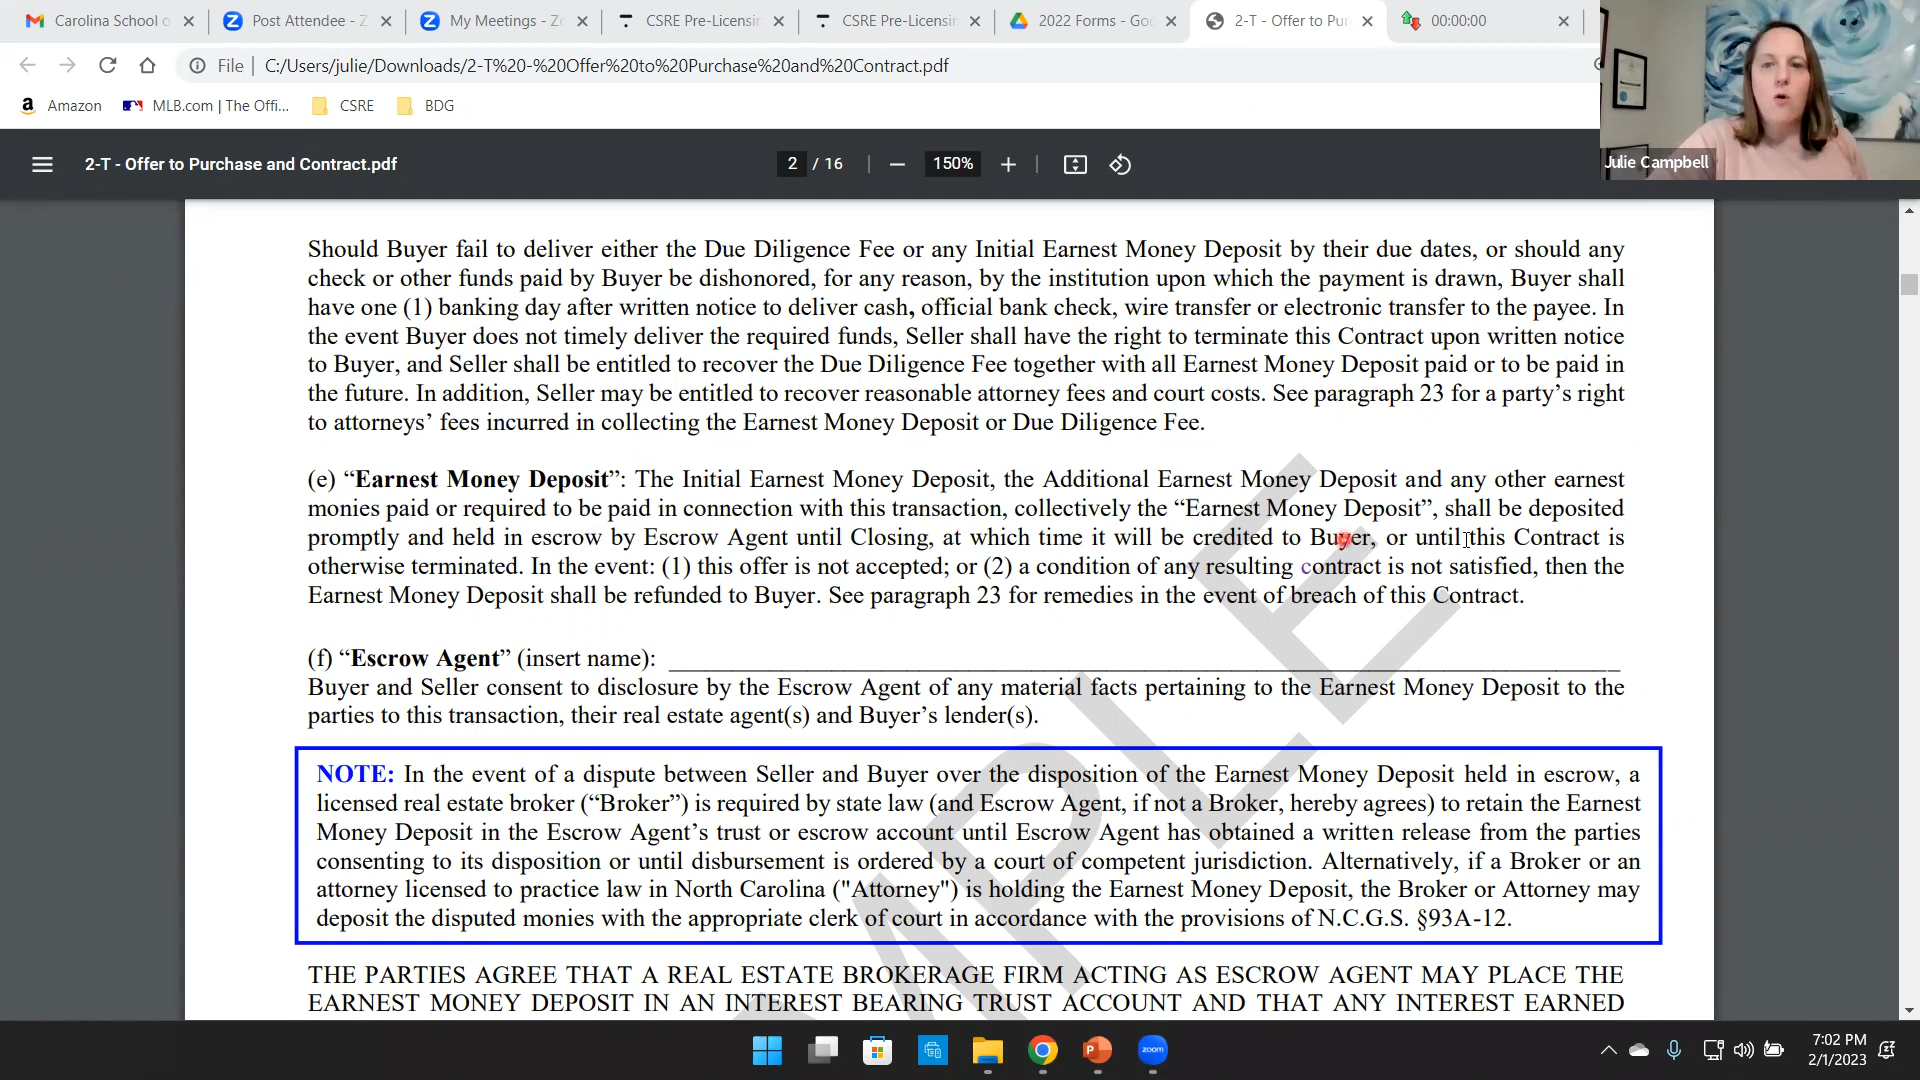 Carolina School o
Post Attendee - Z
My Meetings - Zo
CSRE Pre-Licensin
CSRE Pre-Licensin
2022 Forms - Goo
2-T - Offer to Pur
00:00:00
File
C:/Users/julie/Downloads/2-T%20-%20Offer%20to%20Purchase%20and%20Contract.pdf
Amazon
MLB.com | The Offi...
CSRE
BDG
2-T - Offer to Purchase and Contract.pdf
2 / 16
150%
Julie Campbell
Should Buyer fail to deliver either the Due Diligence Fee or any Initial Earnest Money Deposit by their due dates, or should any
check or other funds paid by Buyer be dishonored, for any reason, by the institution upon which the payment is drawn, Buyer shall
have one (1) banking day after written notice to deliver cash, official bank check, wire transfer or electronic transfer to the payee. In
the event Buyer does not timely deliver the required funds, Seller shall have the right to terminate this Contract upon written notice
to Buyer, and Seller shall be entitled to recover the Due Diligence Fee together with all Earnest Money Deposit paid or to be paid in
the future. In addition, Seller may be entitled to recover reasonable attorney fees and court costs. See paragraph 23 for a party’s right
to attorneys’ fees incurred in collecting the Earnest Money Deposit or Due Diligence Fee.
(e) “Earnest Money Deposit”: The Initial Earnest Money Deposit, the Additional Earnest Money Deposit and any other earnest
monies paid or required to be paid in connection with this transaction, collectively the “Earnest Money Deposit”, shall be deposited
promptly and held in escrow by Escrow Agent until Closing, at which time it will be credited to Buyer, or until this Contract is
otherwise terminated. In the event: (1) this offer is not accepted; or (2) a condition of any resulting contract is not satisfied, then the
Earnest Money Deposit shall be refunded to Buyer. See paragraph 23 for remedies in the event of breach of this Contract.
(f) “Escrow Agent” (insert name):
Buyer and Seller consent to disclosure by the Escrow Agent of any material facts pertaining to the Earnest Money Deposit to the
parties to this transaction, their real estate agent(s) and Buyer’s lender(s).
NOTE: In the event of a dispute between Seller and Buyer over the disposition of the Earnest Money Deposit held in escrow, a
licensed real estate broker (“Broker”) is required by state law (and Escrow Agent, if not a Broker, hereby agrees) to retain the Earnest
Money Deposit in the Escrow Agent’s trust or escrow account until Escrow Agent has obtained a written release from the parties
consenting to its disposition or until disbursement is ordered by a court of competent jurisdiction. Alternatively, if a Broker or an
attorney licensed to practice law in North Carolina ("Attorney") is holding the Earnest Money Deposit, the Broker or Attorney may
deposit the disputed monies with the appropriate clerk of court in accordance with the provisions of N.C.G.S. §93A-12.
THE PARTIES AGREE THAT A REAL ESTATE BROKERAGE FIRM ACTING AS ESCROW AGENT MAY PLACE THE
EARNEST MONEY DEPOSIT IN AN INTEREST BEARING TRUST ACCOUNT AND THAT ANY INTEREST EARNED
MPLE
zoom
7:02 PM
2/1/2023